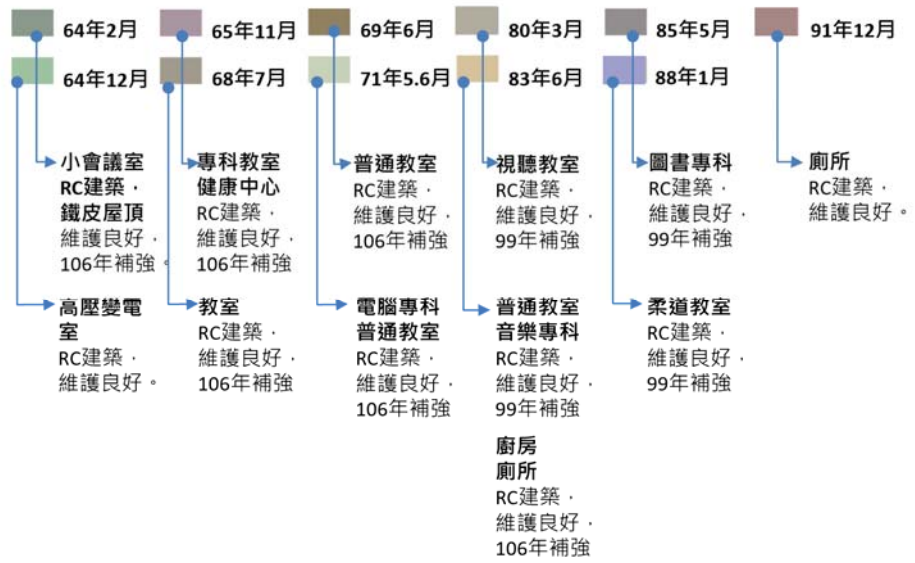 64年2月
65年11月
69年6月
80年3月
85年5月
91年12月
64年12月
68年7月
71年5.6月
83年6月
88年1月
小會議室
RC建築，
鐵皮屋頂
維護良好，
106年補強。
專科教室
健康中心
RC建築，
維護良好，
106年補強
普通教室
RC建築，
維護良好，
106年補強
視聽教室
RC建築，
維護良好，
99年補強
圖書專科
RC建築，
維護良好，
99年補強
廁所
RC建築，
維護良好。
高壓變電
室
RC建築，
維護良好。
教室
RC建築，
維護良好，
106年補強
電腦專科
普通教室
RC建築，
維護良好，
106年補強
普通教室
音樂專科
RC建築，
維護良好，
99年補強
廚房
廁所
RC建築，
維護良好，
106年補強
柔道教室
RC建築，
維護良好，
99年補強